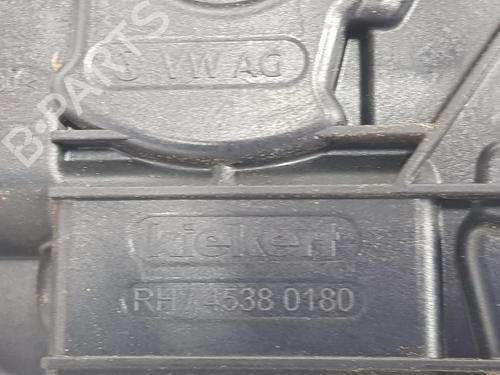 © VW AG
B-PARTS
kiekert
RH / 4538 0180